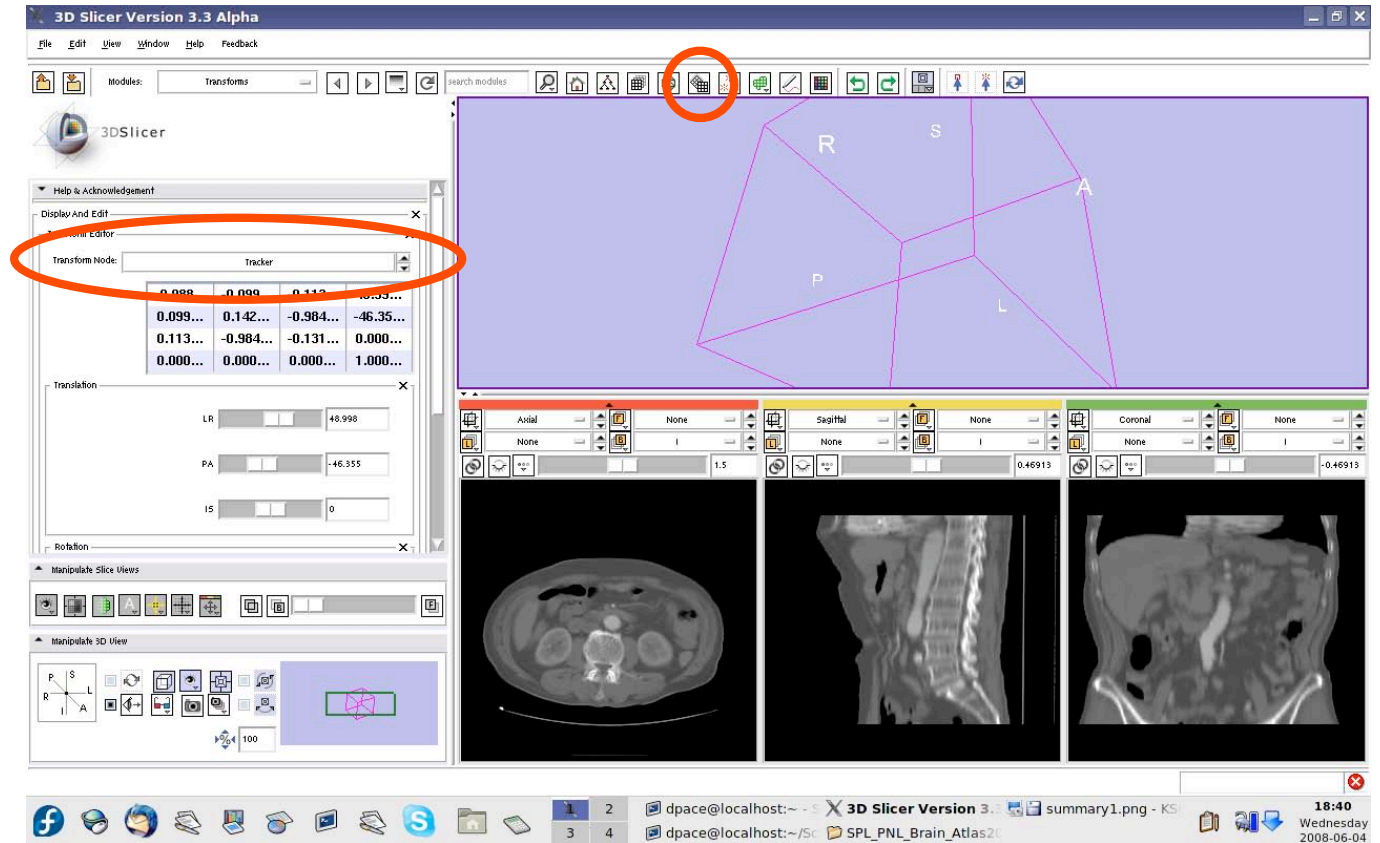 3D Slicer Version 3.3 Alpha
File Edit View Window Help Feedback
Modules: Transforms search modules
3DSlicer
Help & Acknowledgement
Display And Edit
Transform Node: Tracker
0.099... 0.142... -0.984... -46.35...
0.113... -0.984... -0.131... 0.000...
0.000... 0.000... 0.000... 1.000...
Translation
LR 48.998
PA -46.355
IS 0
Rotation
Manipulate Slice Views
Manipulate 3D View
P S
R L
I A
100
R S
A
P
L
Axial None Sagittal None Coronal None
None I None I None I
1.5 0.46913 -0.46913
1 2 dpace@localhost:~ - S 3D Slicer Version 3. summary1.png - KS
3 4 dpace@localhost:~/Sc SPL_PNL_Brain_Atlas20
18:40
Wednesday
2008-06-04